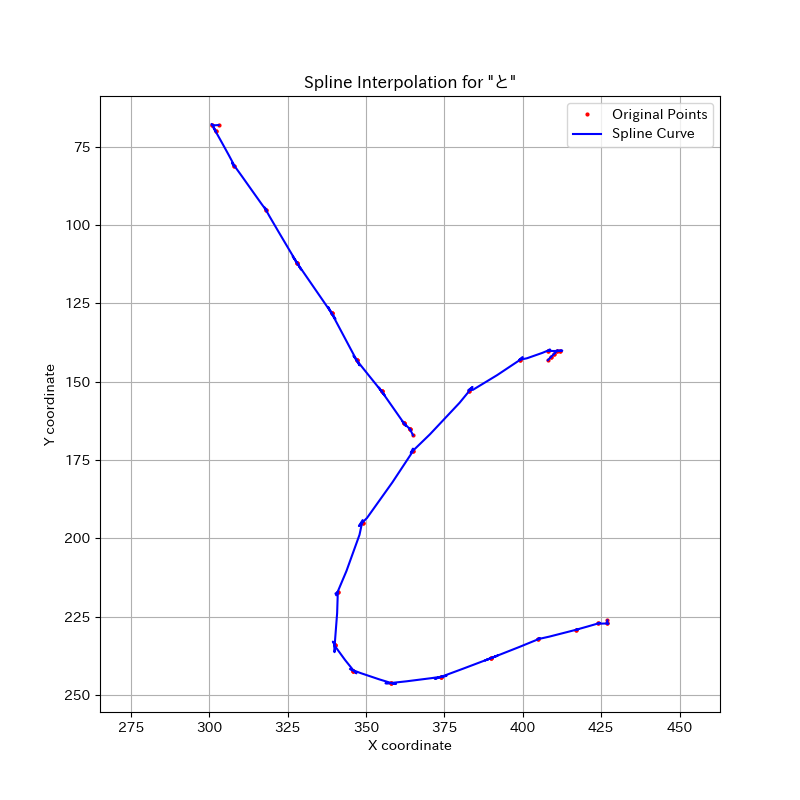 Spline Interpolation for "と"
Original Points
Spline Curve
75
100
125
150
175
200
225
250
Y coordinate
275
300
325
350
375
400
425
450
X coordinate
と